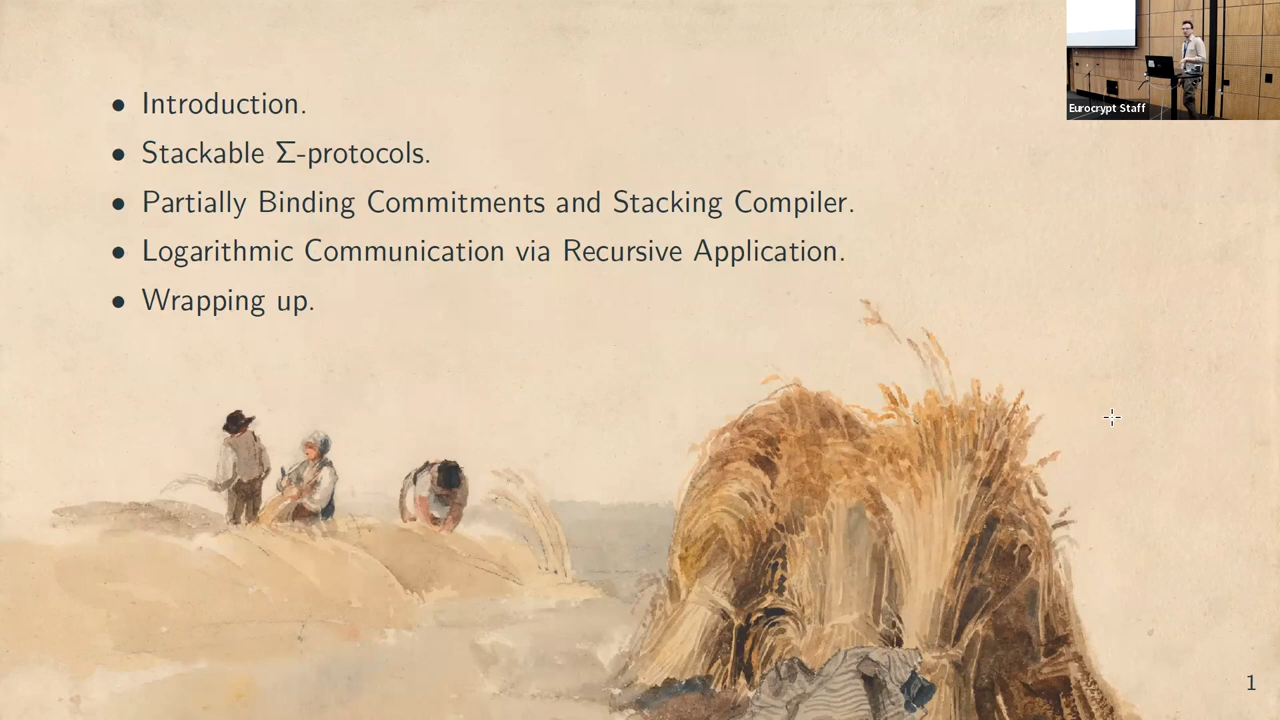 Eurocrypt Staff
• Introduction.
• Stackable Σ-protocols.
• Partially Binding Commitments and Stacking Compiler.
• Logarithmic Communication via Recursive Application.
• Wrapping up.
1